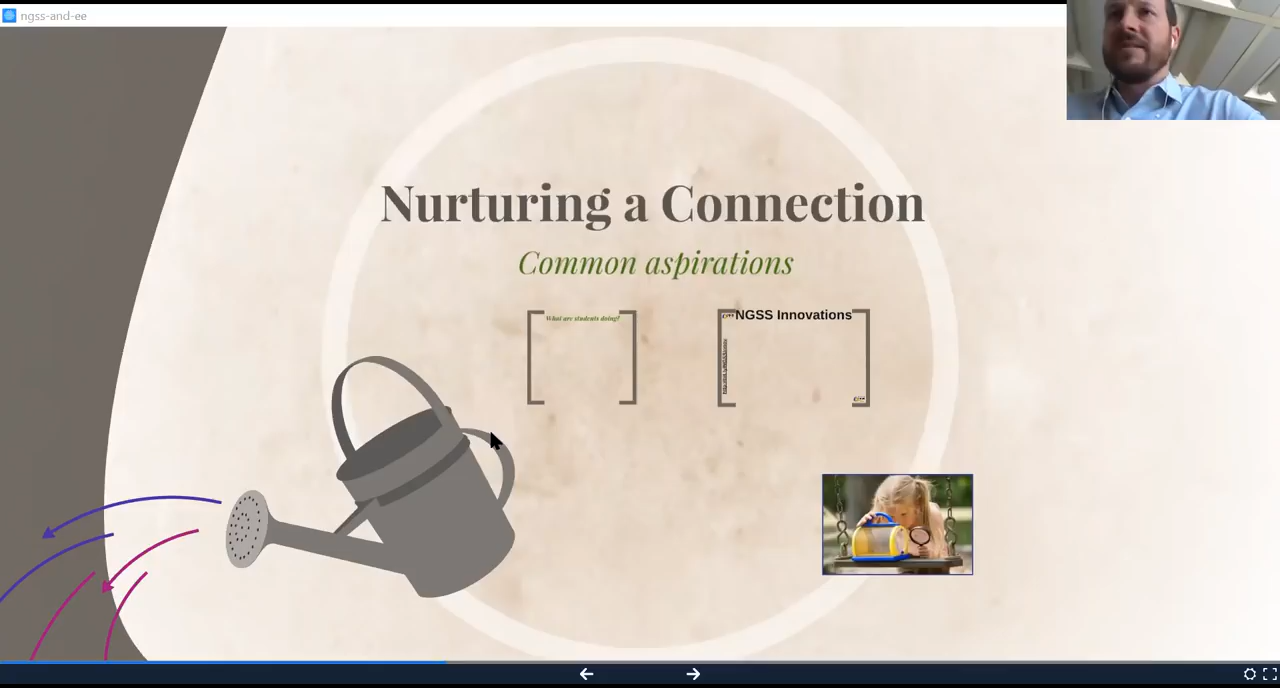 ngss-and-ee
Nurturing a Connection
Common aspirations
What are students doing?
NGSS Innovations